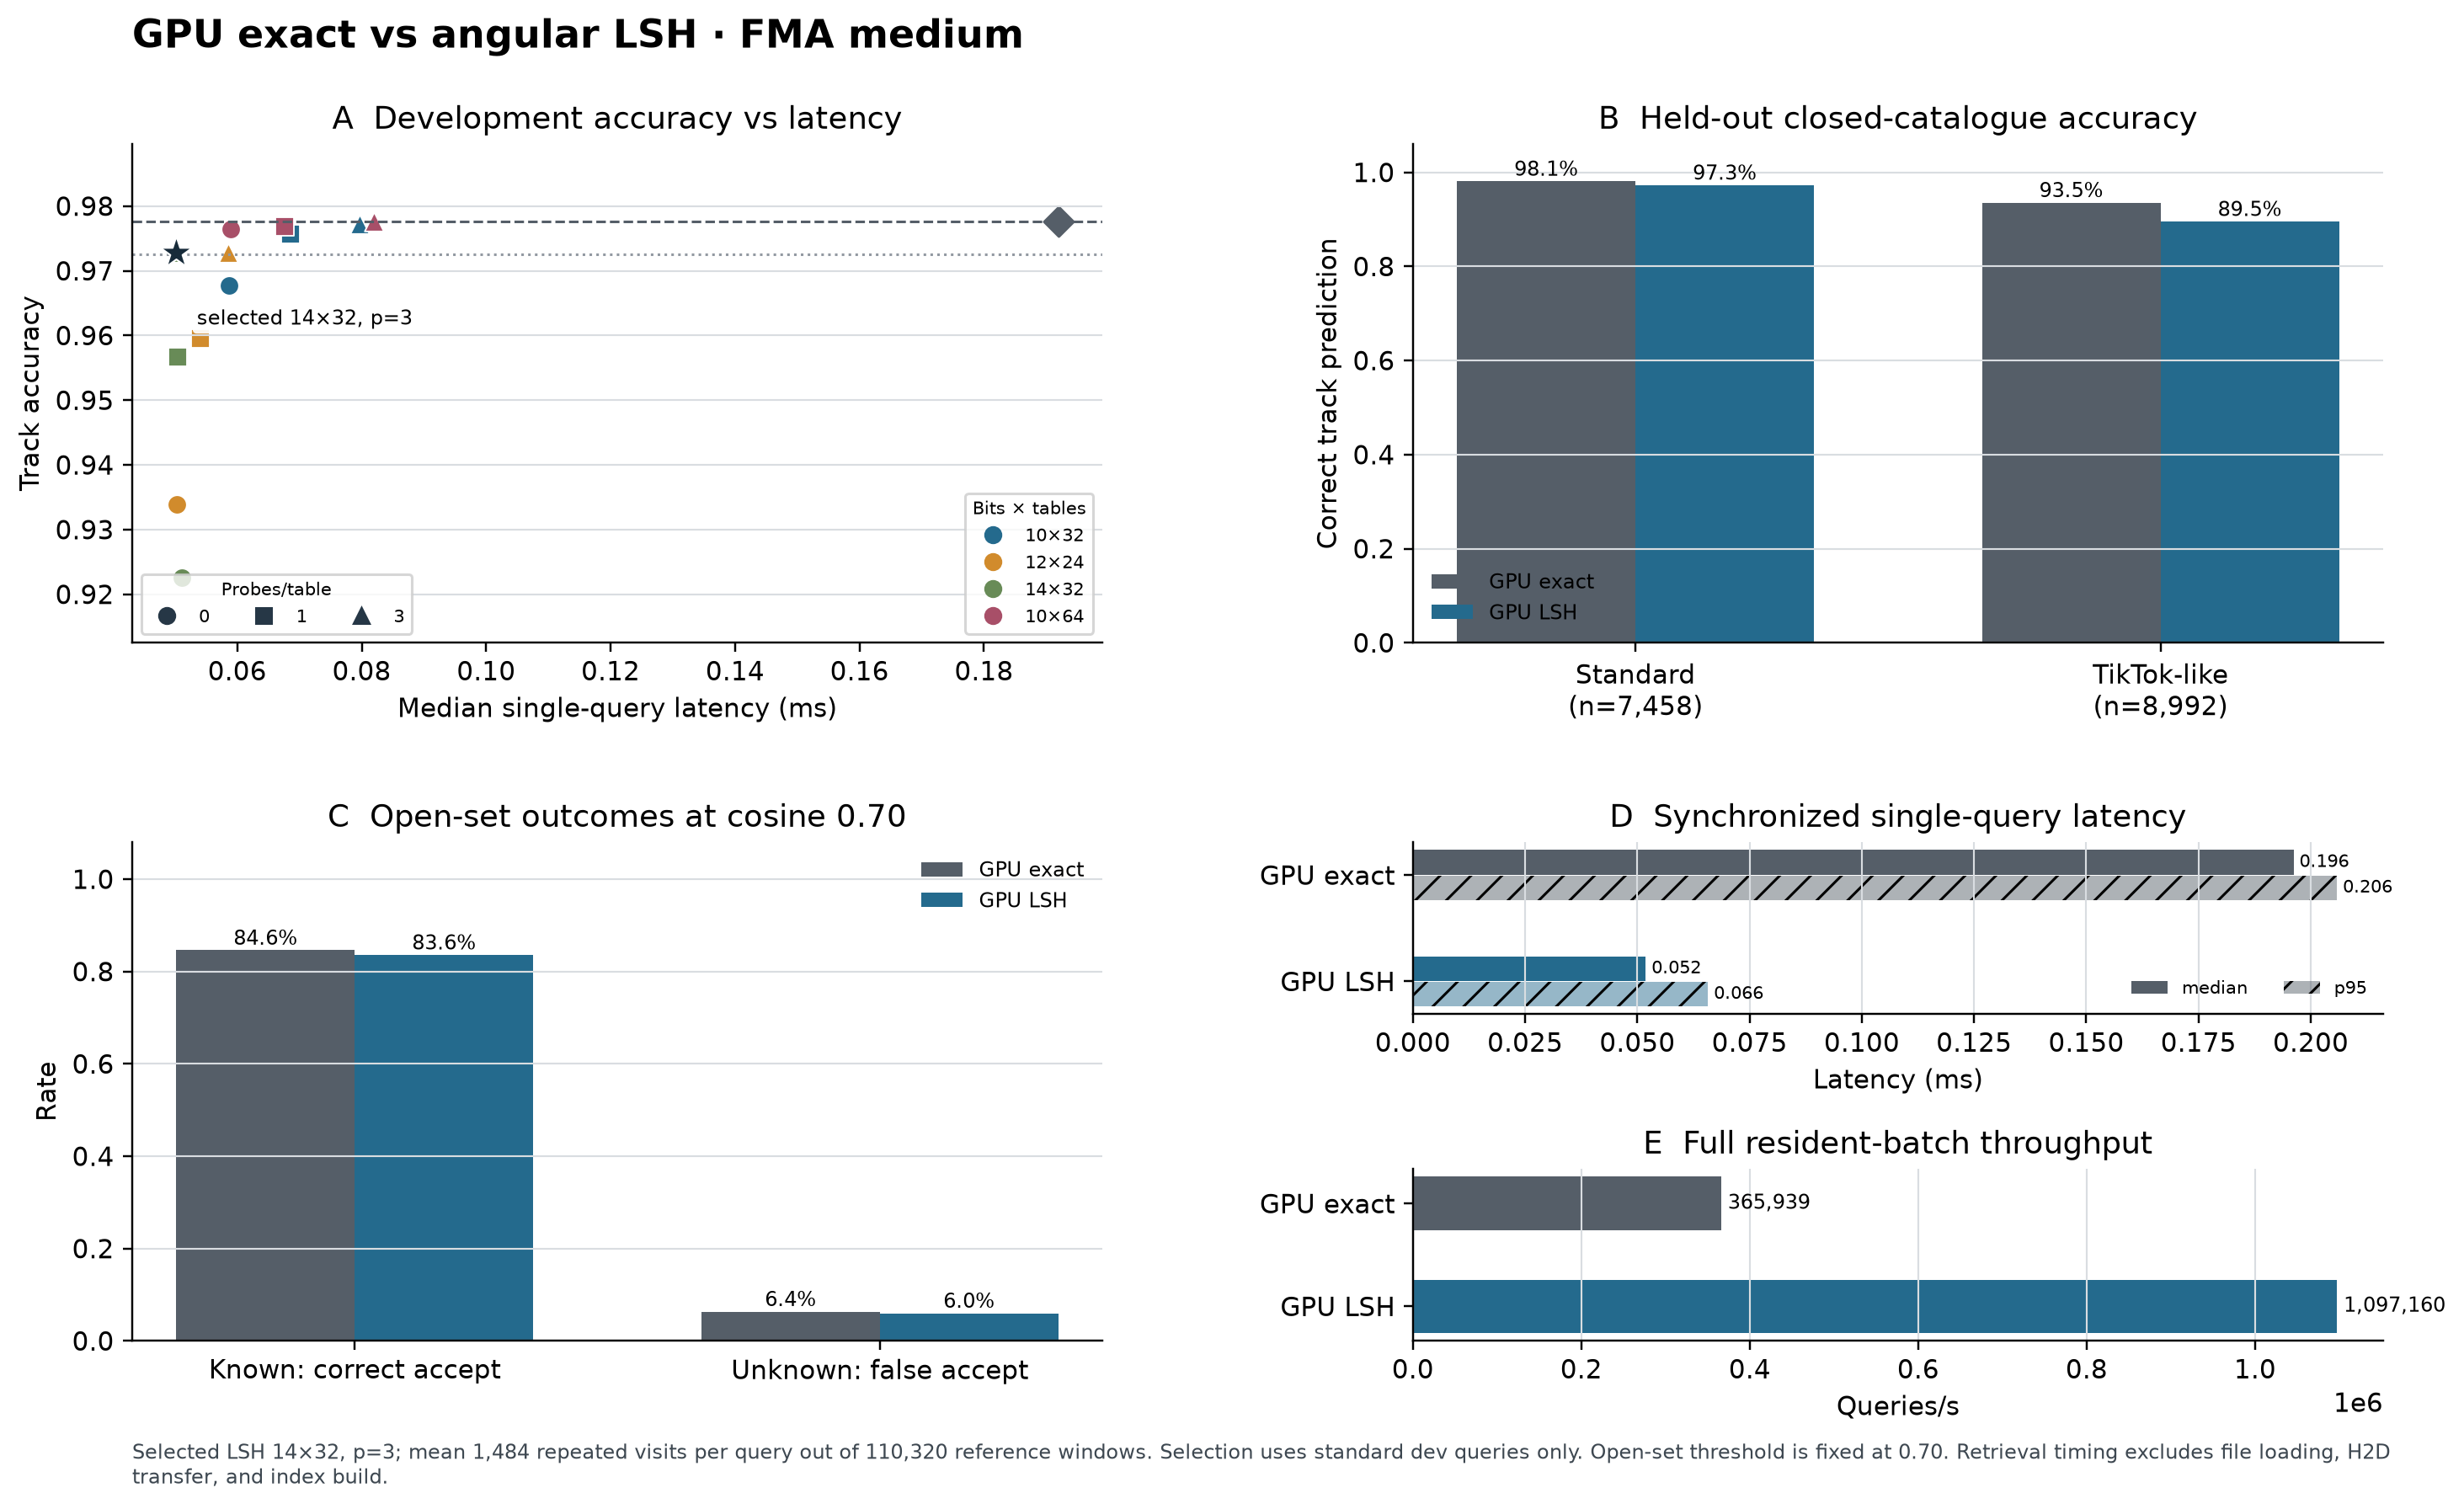 GPU exact vs angular LSH · FMA medium
A  Development accuracy vs latency
Track accuracy
0.98
0.97
0.96
0.95
0.94
0.93
0.92
selected 14×32, p=3
Probes/table
0 1 3
Bits × tables
10×32
12×24
14×32
10×64
0.06 0.08 0.10 0.12 0.14 0.16 0.18
Median single-query latency (ms)
B  Held-out closed-catalogue accuracy
Correct track prediction
1.0
0.8
0.6
0.4
0.2
0.0
98.1%
97.3%
93.5%
89.5%
GPU exact
GPU LSH
Standard
(n=7,458)
TikTok-like
(n=8,992)
C  Open-set outcomes at cosine 0.70
Rate
1.0
0.8
0.6
0.4
0.2
0.0
GPU exact
GPU LSH
84.6%
83.6%
6.4%
6.0%
Known: correct accept
Unknown: false accept
D  Synchronized single-query latency
GPU exact
0.196
0.206
GPU LSH
0.052
0.066
median p95
0.000 0.025 0.050 0.075 0.100 0.125 0.150 0.175 0.200
Latency (ms)
E  Full resident-batch throughput
GPU exact
365,939
GPU LSH
1,097,160
0.0 0.2 0.4 0.6 0.8 1.0
1e6
Queries/s
Selected LSH 14×32, p=3; mean 1,484 repeated visits per query out of 110,320 reference windows. Selection uses standard dev queries only. Open-set threshold is fixed at 0.70. Retrieval timing excludes file loading, H2D
transfer, and index build.